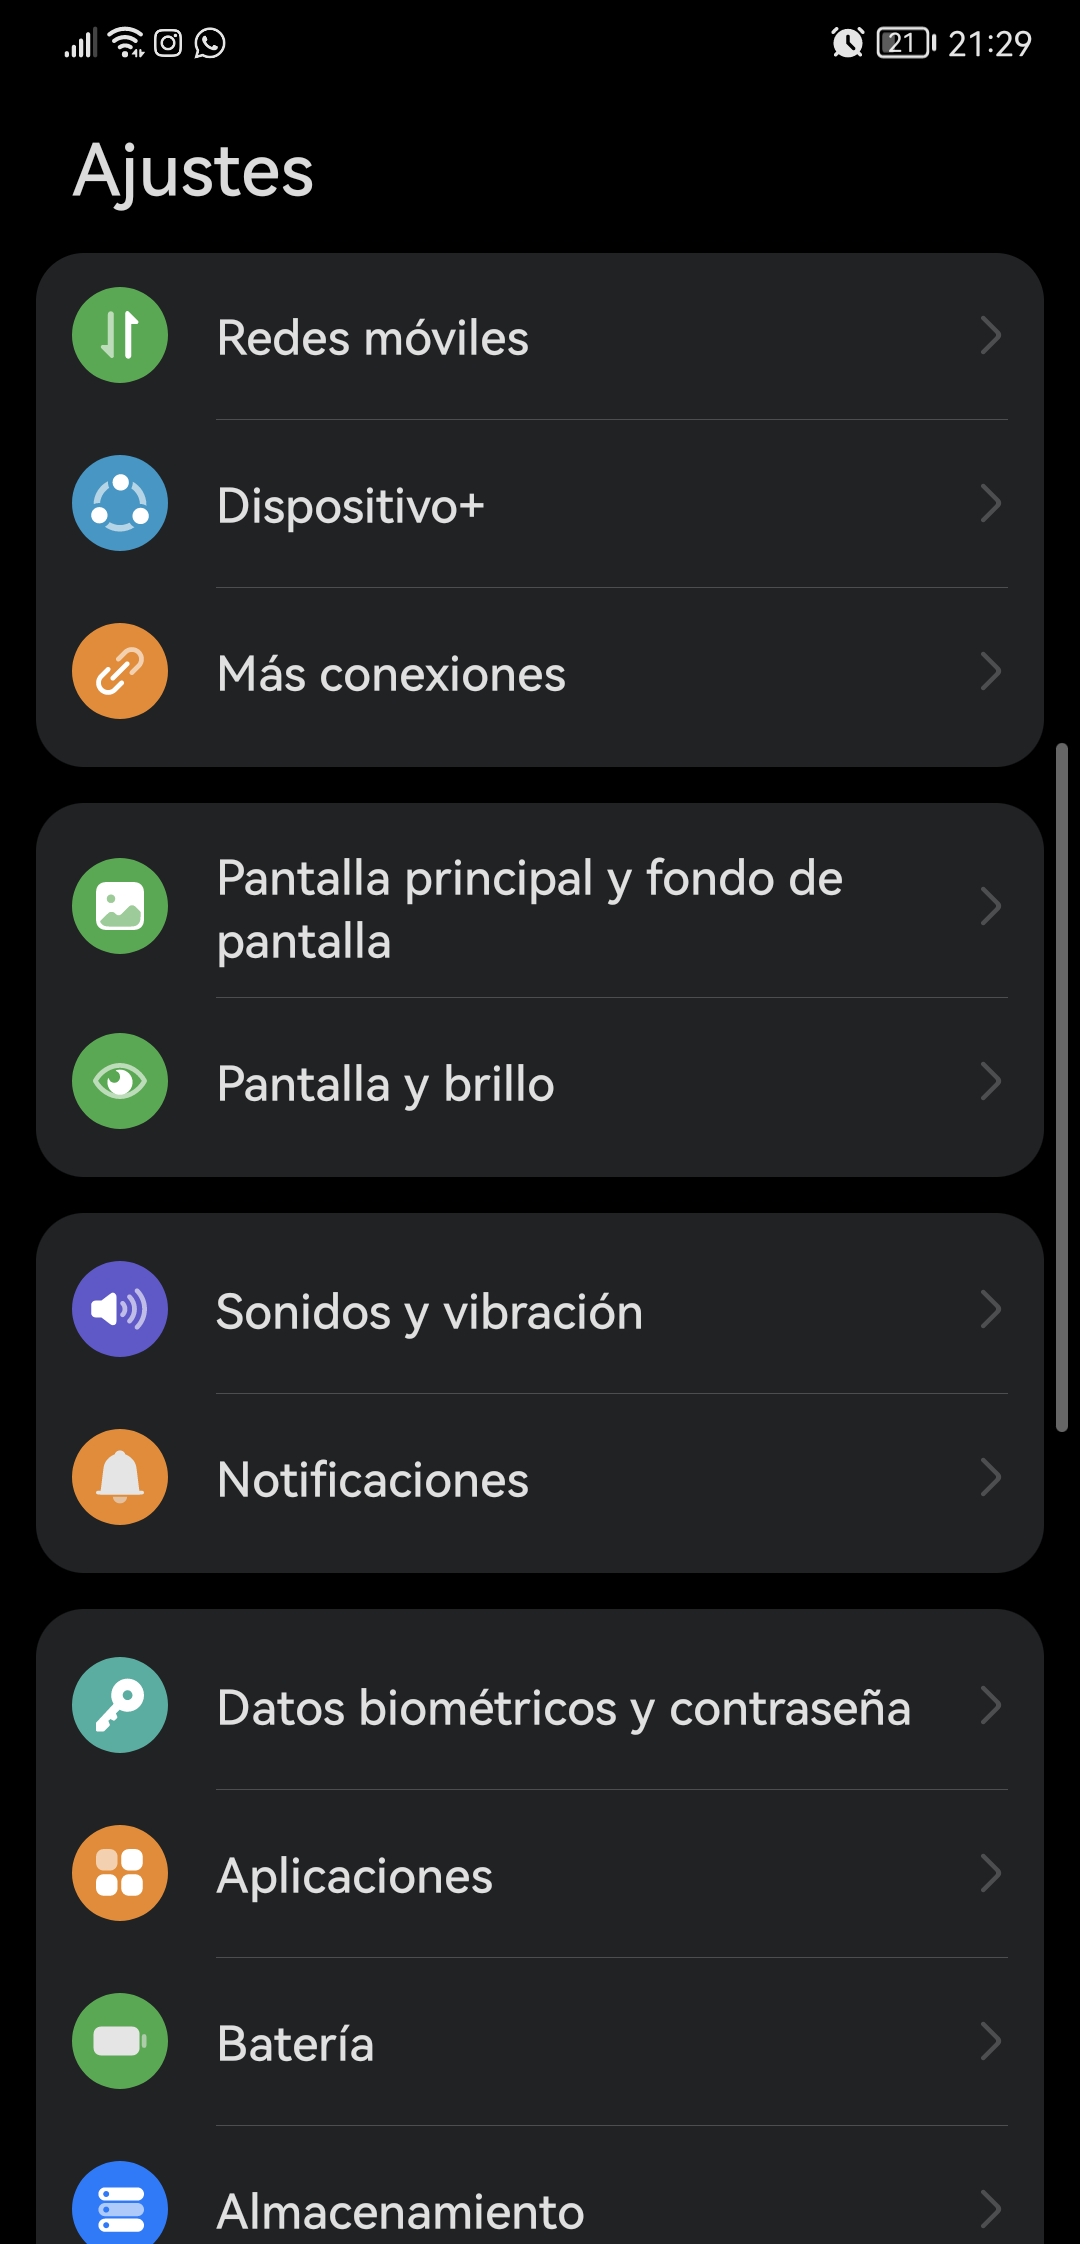 21
21:29
Ajustes
Redes móviles
Dispositivo+
Más conexiones
Pantalla principal y fondo de
pantalla
Pantalla y brillo
Sonidos y vibración
Notificaciones
Datos biométricos y contraseña
Aplicaciones
Batería
Almacenamiento